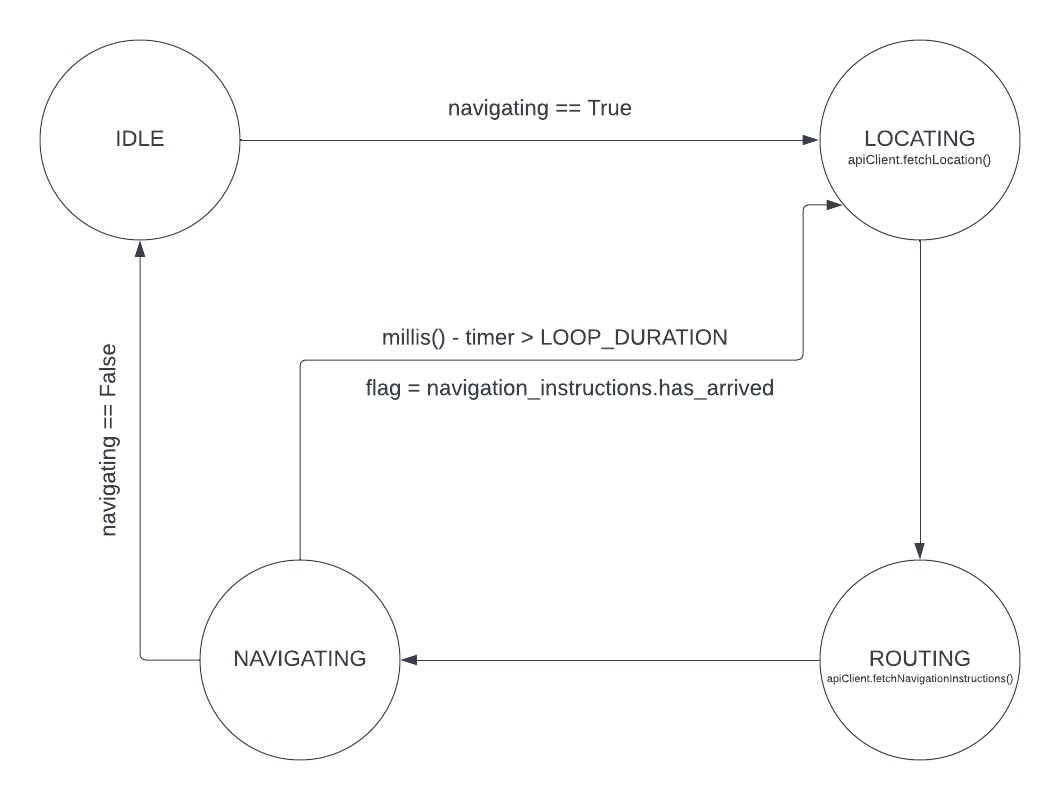 navigating == True
IDLE
LOCATING
apiClient.fetchLocation()
millis() - timer > LOOP_DURATION
flag = navigation_instructions.has_arrived
navigating == False
NAVIGATING
ROUTING
apiClient.fetchNavigationInstructions()